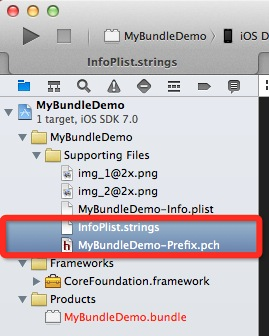 MyBundleDemo
iOS D
InfoPlist.strings
MyBundleDemo
1 target, iOS SDK 7.0
MyBundleDemo
Supporting Files
img_1@2x.png
img_2@2x.png
MyBundleDemo-Info.plist
InfoPlist.strings
h MyBundleDemo-Prefix.pch
Frameworks
CoreFoundation.framework
Products
MyBundleDemo.bundle